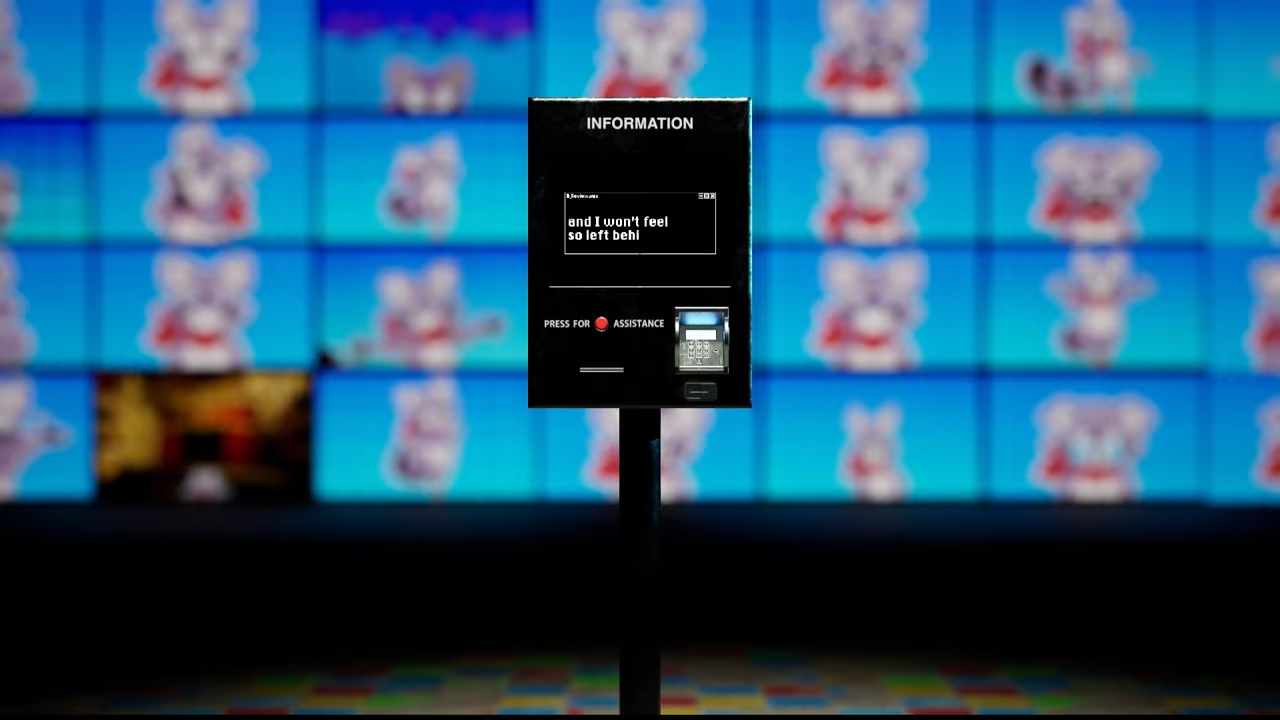 INFORMATION
and I won't feel
so left behi
PRESS FOR ASSISTANCE